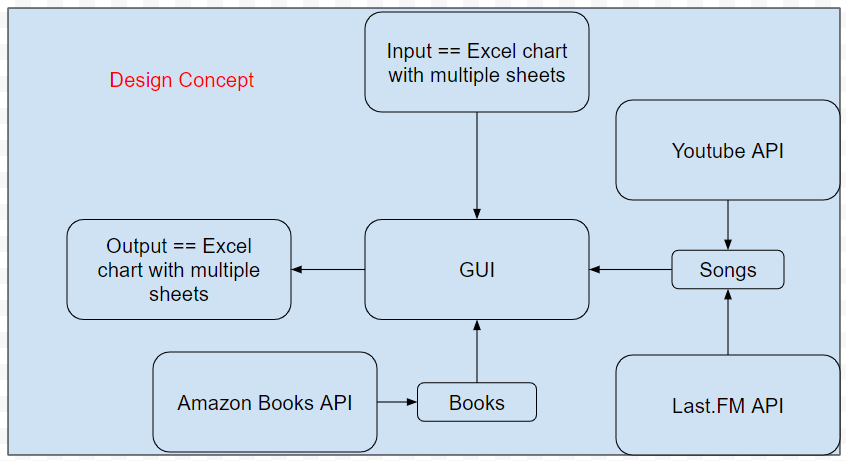 Input == Excel chart
with multiple sheets
Design Concept
Youtube API
Output == Excel
chart with multiple
sheets
GUI
Songs
Amazon Books API
Books
Last.FM API